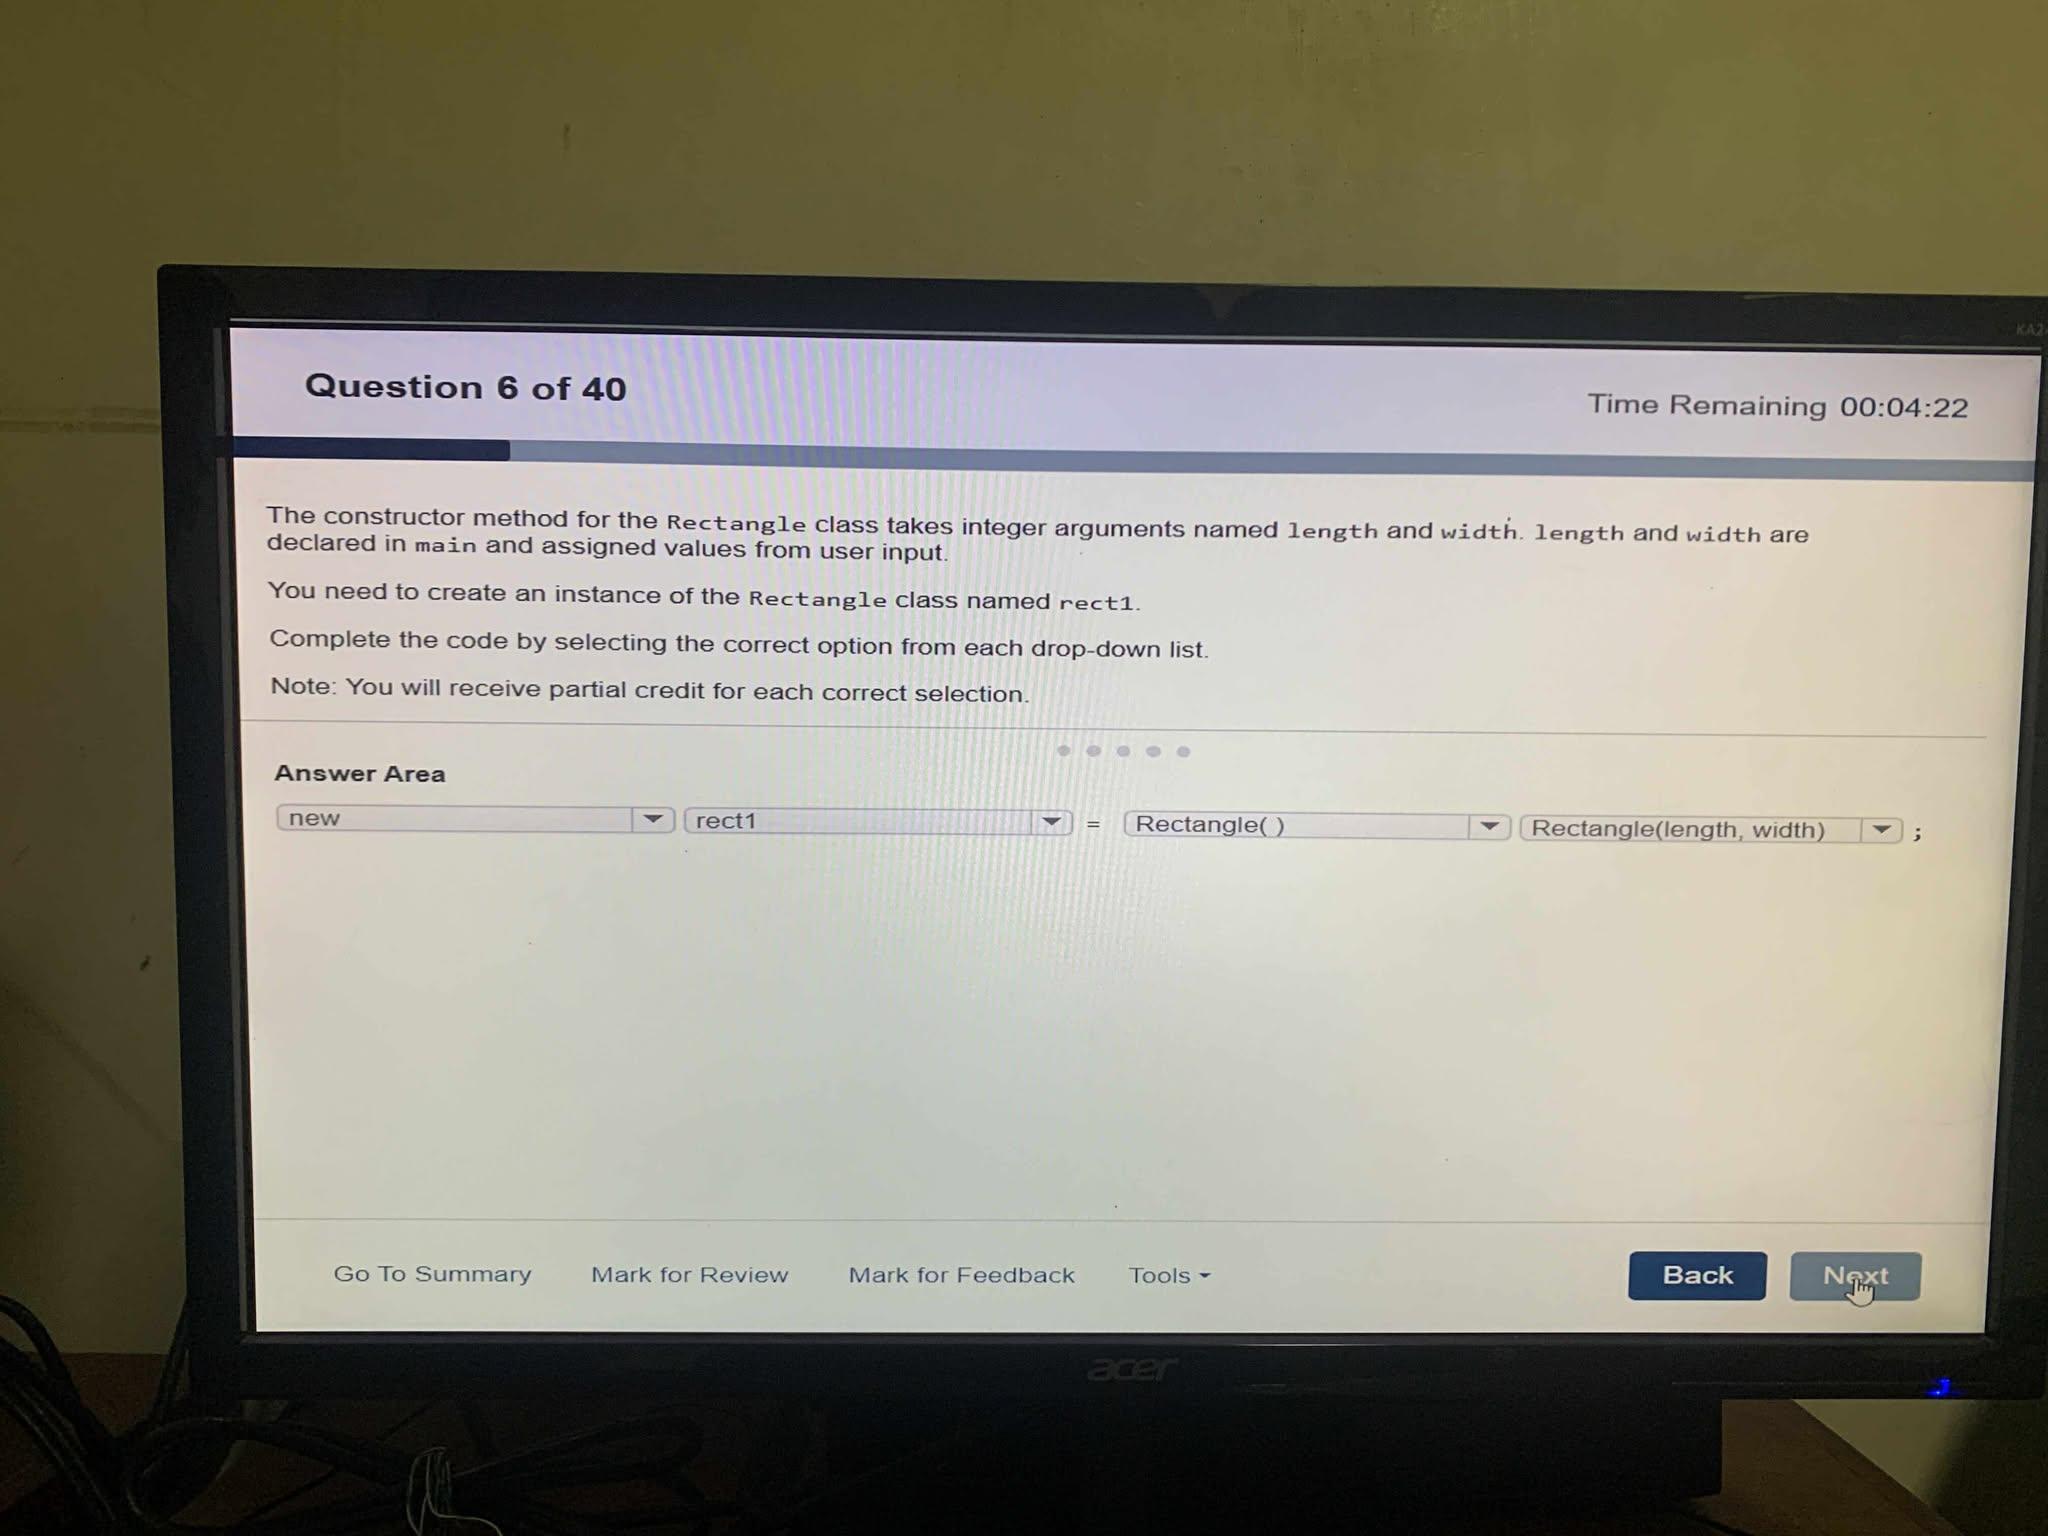 KA2
Question 6 of 40
Time Remaining 00:04:22
The constructor method for the Rectangle class takes integer arguments named length and width. length and width are
declared in main and assigned values from user input.
You need to create an instance of the Rectangle class named rect1.
Complete the code by selecting the correct option from each drop-down list.
Note: You will receive partial credit for each correct selection.
Answer Area
new rect1 = Rectangle( ) Rectangle(length, width) ;
Go To Summary Mark for Review Mark for Feedback Tools Back Next
acer